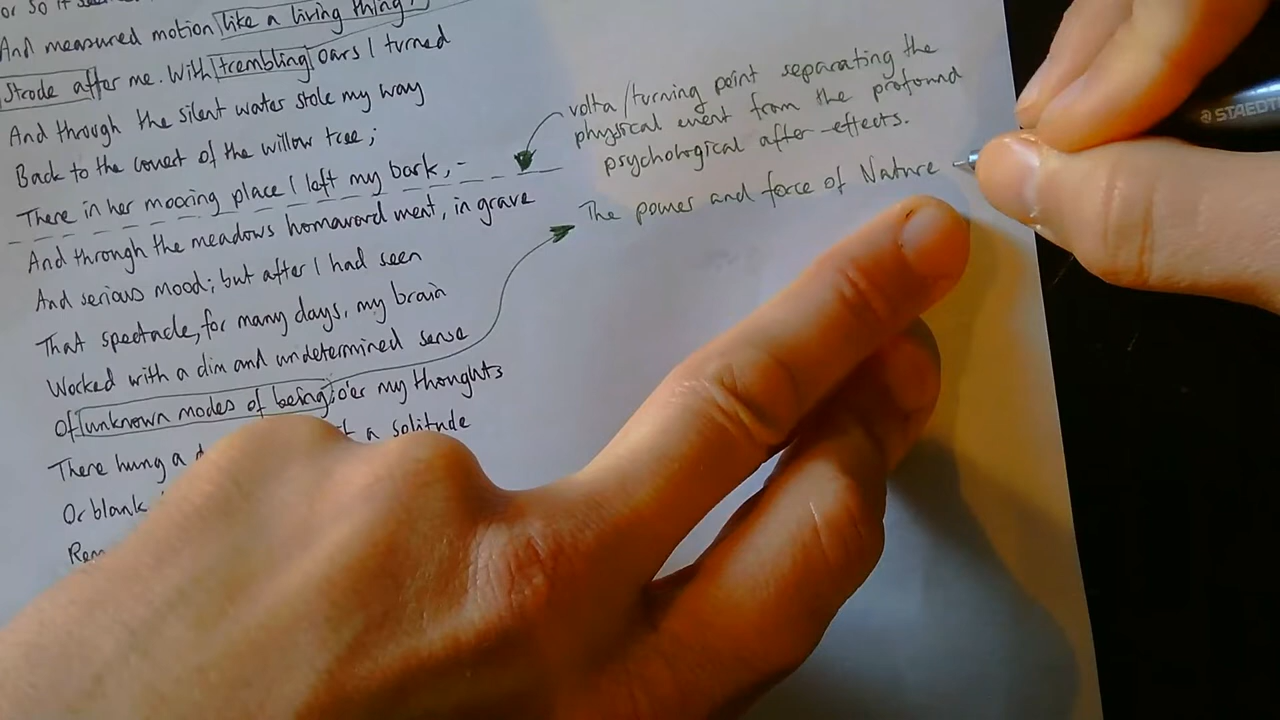 or so it
And measured motion like a living thing,
Strode after me. With trembling oars I turned
And through the silent water stole my way
Back to the covert of the willow tree;
There in her mooring place I left my bark, -
And through the meadows homeward went, in grave
And serious mood; but after I had seen
That spectacle, for many days, my brain
Worked with a dim and undetermined sense
Of unknown modes of being; o'er my thoughts
There hung a a solitude
Or blank
volta/turning point separating the
physical event from the profound
psychological after-effects.
The power and force of Nature
STAEDT